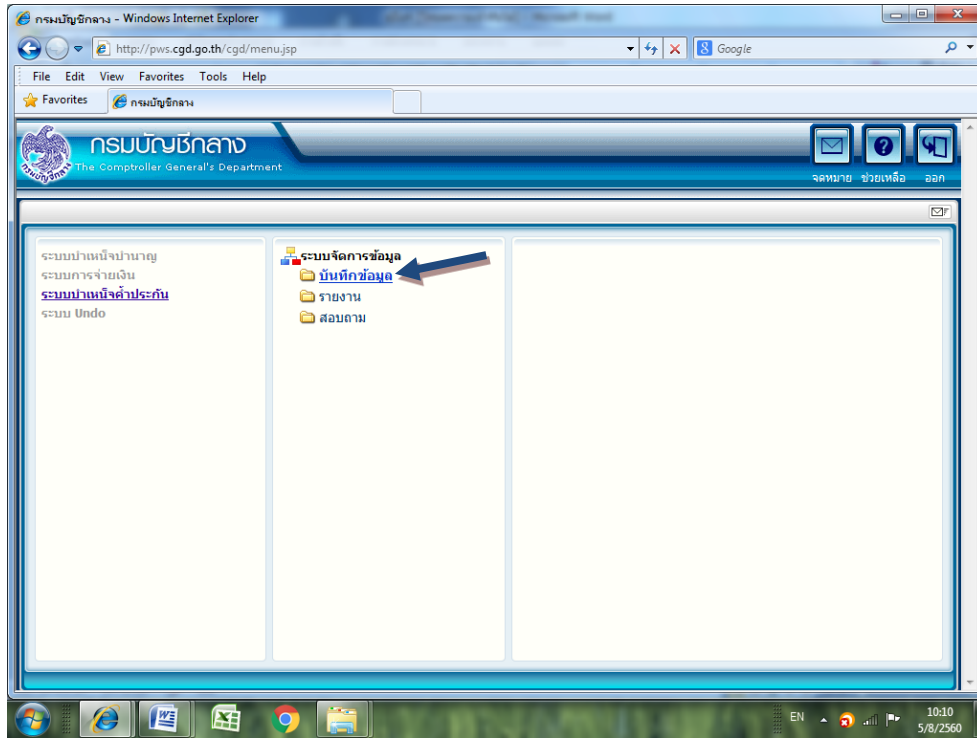 กรมบัญชีกลาง - Windows Internet Explorer
http://pws.cgd.go.th/cgd/menu.jsp
Google
File Edit View Favorites Tools Help
Favorites กรมบัญชีกลาง
กรมบัญชีกลาง
The Comptroller General's Department
จดหมาย ช่วยเหลือ ออก
ระบบบำเหน็จบำนาญ
ระบบการจ่ายเงิน
ระบบบำเหน็จค้ำประกัน
ระบบ Undo
ระบบจัดการข้อมูล
บันทึกข้อมูล
รายงาน
สอบถาม
EN
10:10
5/8/2560